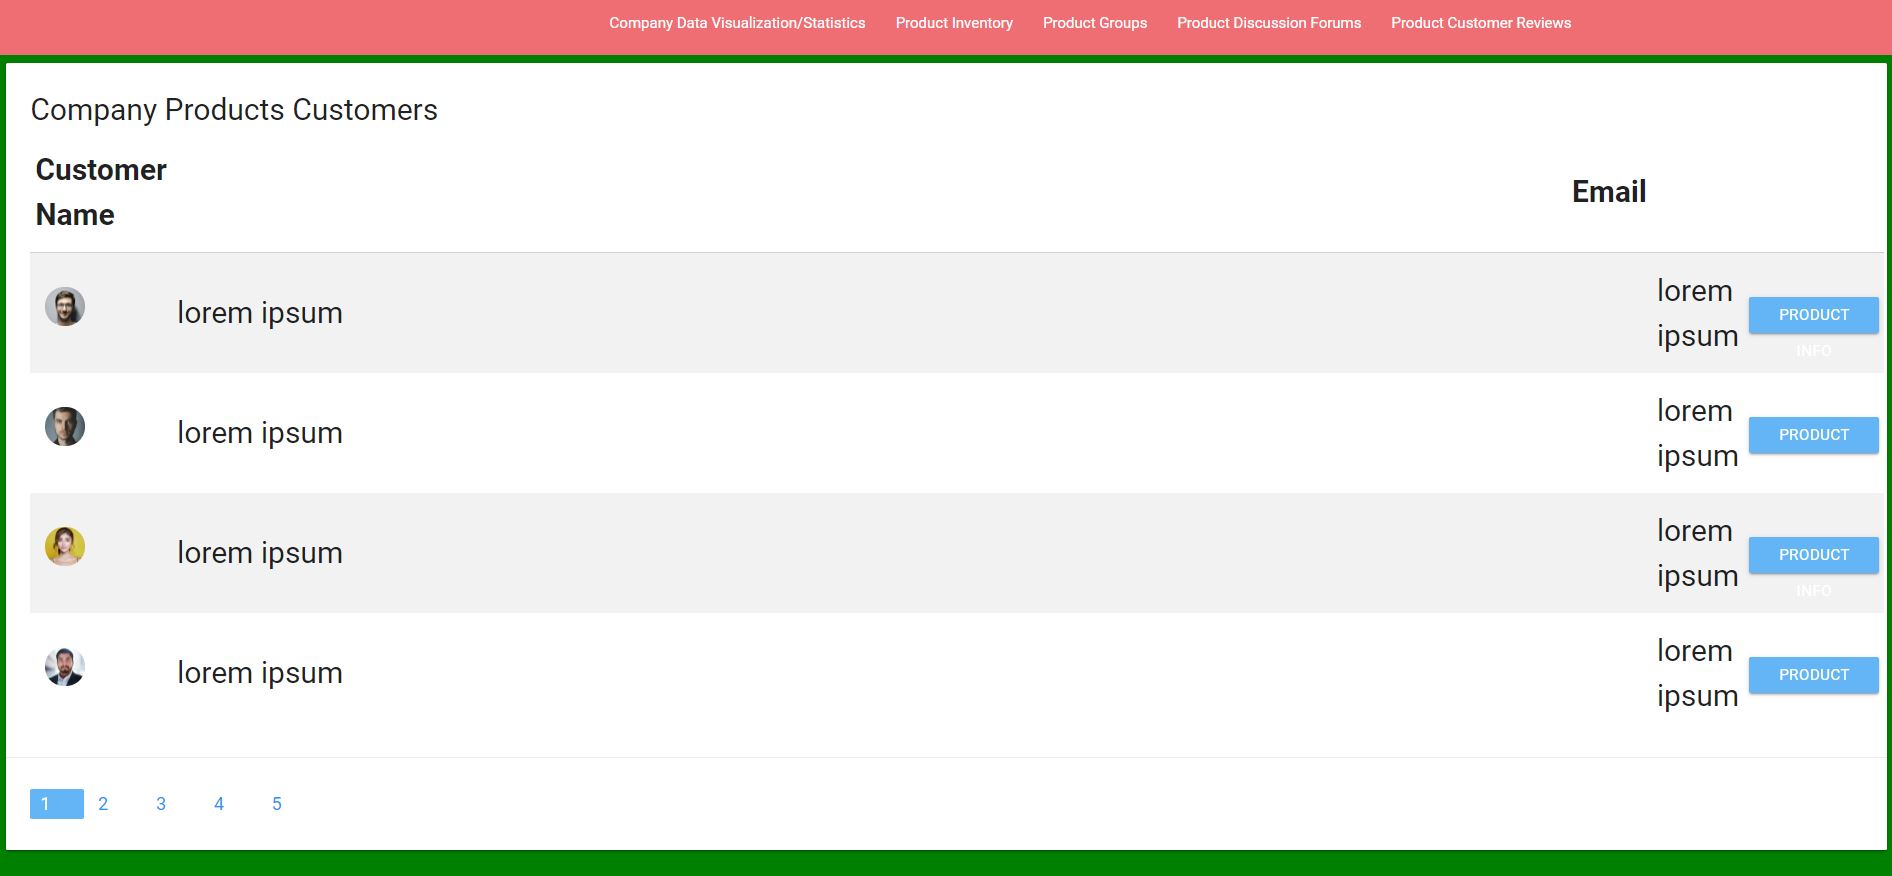 Company Data Visualization/Statistics Product Inventory Product Groups Product Discussion Forums Product Customer Reviews
Company Products Customers
Customer
Name
Email
lorem ipsum
lorem
ipsum
PRODUCT
INFO
lorem ipsum
lorem
ipsum
PRODUCT
lorem ipsum
lorem
ipsum
PRODUCT
INFO
lorem ipsum
lorem
ipsum
PRODUCT
1 2 3 4 5